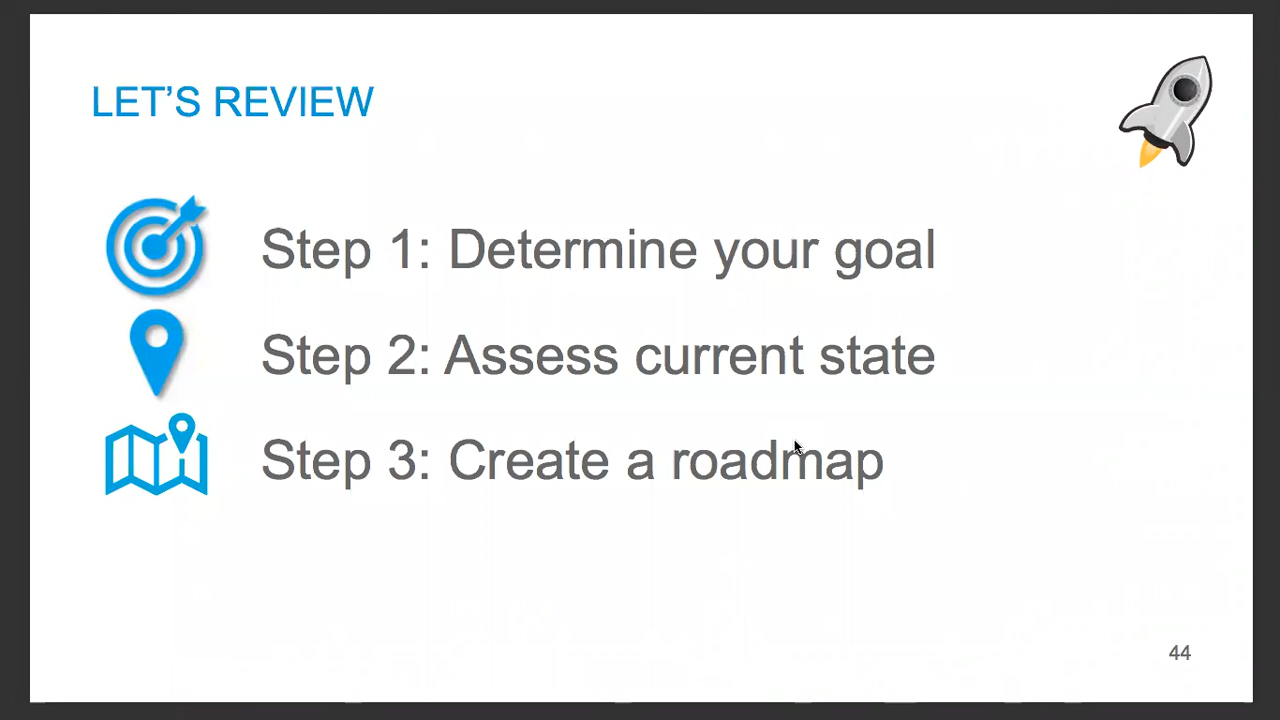 LET’S REVIEW
Step 1: Determine your goal
Step 2: Assess current state
Step 3: Create a roadmap
44